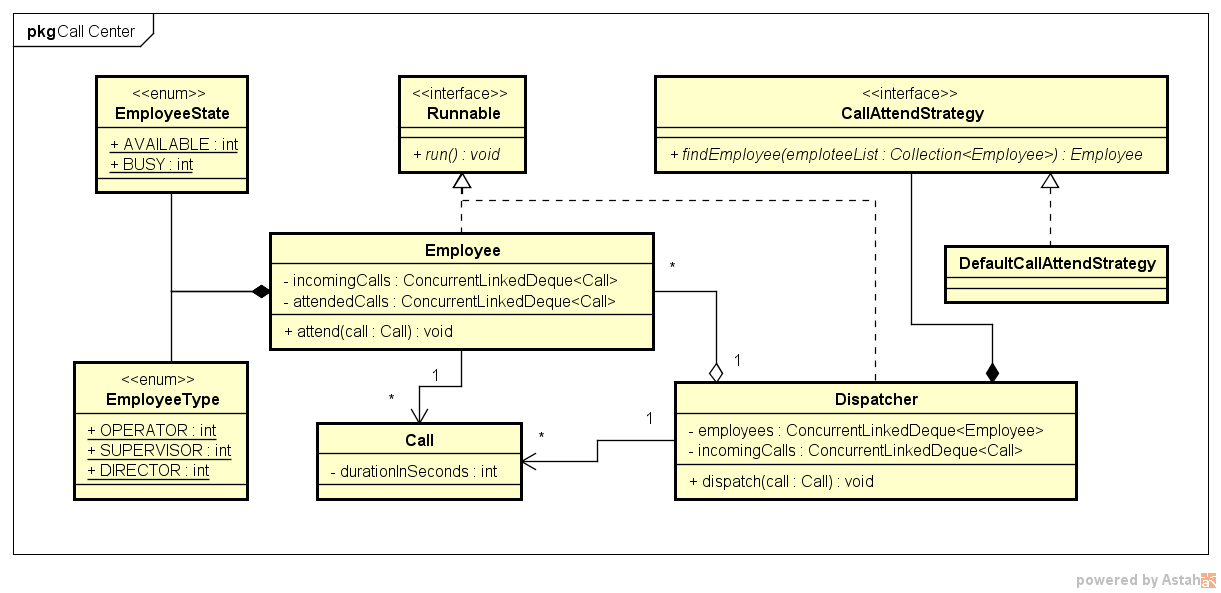 pkg Call Center
<<enum>>
EmployeeState
+ AVAILABLE : int
+ BUSY : int
<<interface>>
Runnable
+ run() : void
<<interface>>
CallAttendStrategy
+ findEmployee(emploteeList : Collection<Employee>) : Employee
Employee
- incomingCalls : ConcurrentLinkedDeque<Call>
- attendedCalls : ConcurrentLinkedDeque<Call>
+ attend(call : Call) : void
*
DefaultCallAttendStrategy
1
<<enum>>
EmployeeType
+ OPERATOR : int
+ SUPERVISOR : int
+ DIRECTOR : int
1
*
Call
- durationInSeconds : int
*
1
Dispatcher
- employees : ConcurrentLinkedDeque<Employee>
- incomingCalls : ConcurrentLinkedDeque<Call>
+ dispatch(call : Call) : void
powered by Astah